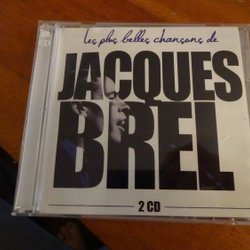 Les plus belles chansons de
JACQUES
BREL
2 CD